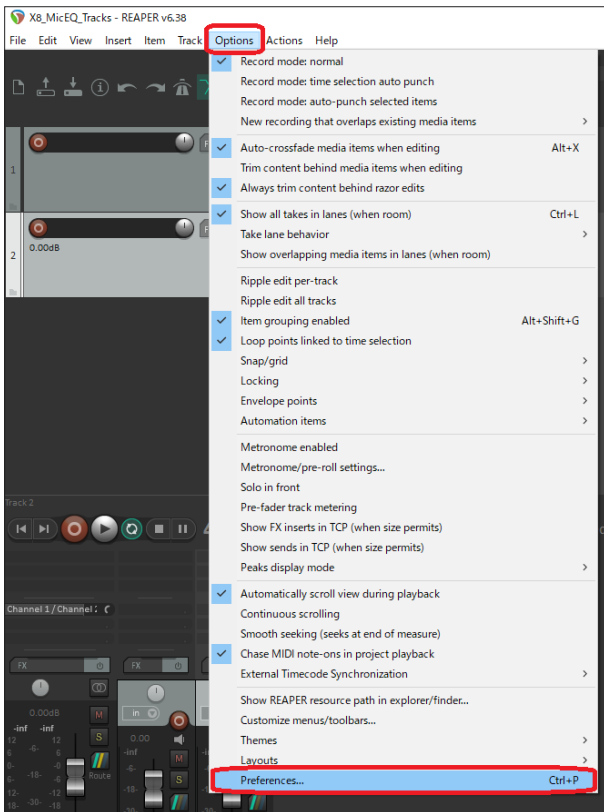 X8_MicEQ_Tracks - REAPER v6.38
File Edit View Insert Item Track Options Actions Help
Record mode: normal
Record mode: time selection auto punch
Record mode: auto-punch selected items
New recording that overlaps existing media items
Auto-crossfade media items when editing Alt+X
Trim content behind media items when editing
Always trim content behind razor edits
Show all takes in lanes (when room) Ctrl+L
Take lane behavior
Show overlapping media items in lanes (when room)
Ripple edit per-track
Ripple edit all tracks
Item grouping enabled Alt+Shift+G
Loop points linked to time selection
Snap/grid
Locking
Envelope points
Automation items
Metronome enabled
Metronome/pre-roll settings...
Solo in front
Pre-fader track metering
Show FX inserts in TCP (when size permits)
Show sends in TCP (when size permits)
Peaks display mode
Automatically scroll view during playback
Continuous scrolling
Smooth seeking (seeks at end of measure)
Chase MIDI note-ons in project playback
External Timecode Synchronization
Show REAPER resource path in explorer/finder...
Customize menus/toolbars...
Themes
Layouts
Preferences... Ctrl+P
1
2
0.00dB
Track 2
Channel 1 / Channel 2
FX FX
0.00dB M in
-inf -inf S 0.00
Route -inf M
S